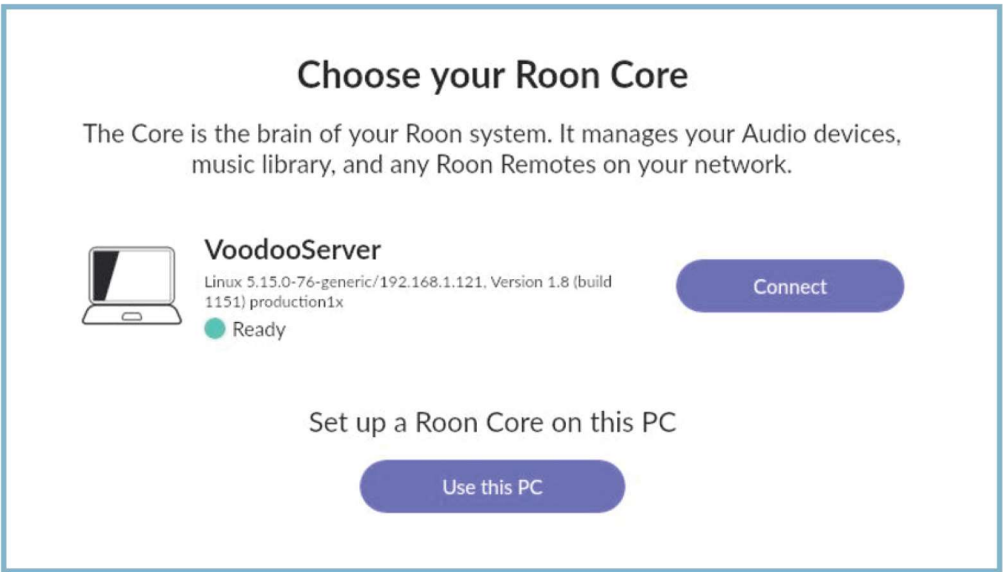 Choose your Roon Core
The Core is the brain of your Roon system. It manages your Audio devices,
music library, and any Roon Remotes on your network.
VoodooServer
Linux 5.15.0-76-generic/192.168.1.121, Version 1.8 (build
1151) production1x
Ready
Connect
Set up a Roon Core on this PC
Use this PC